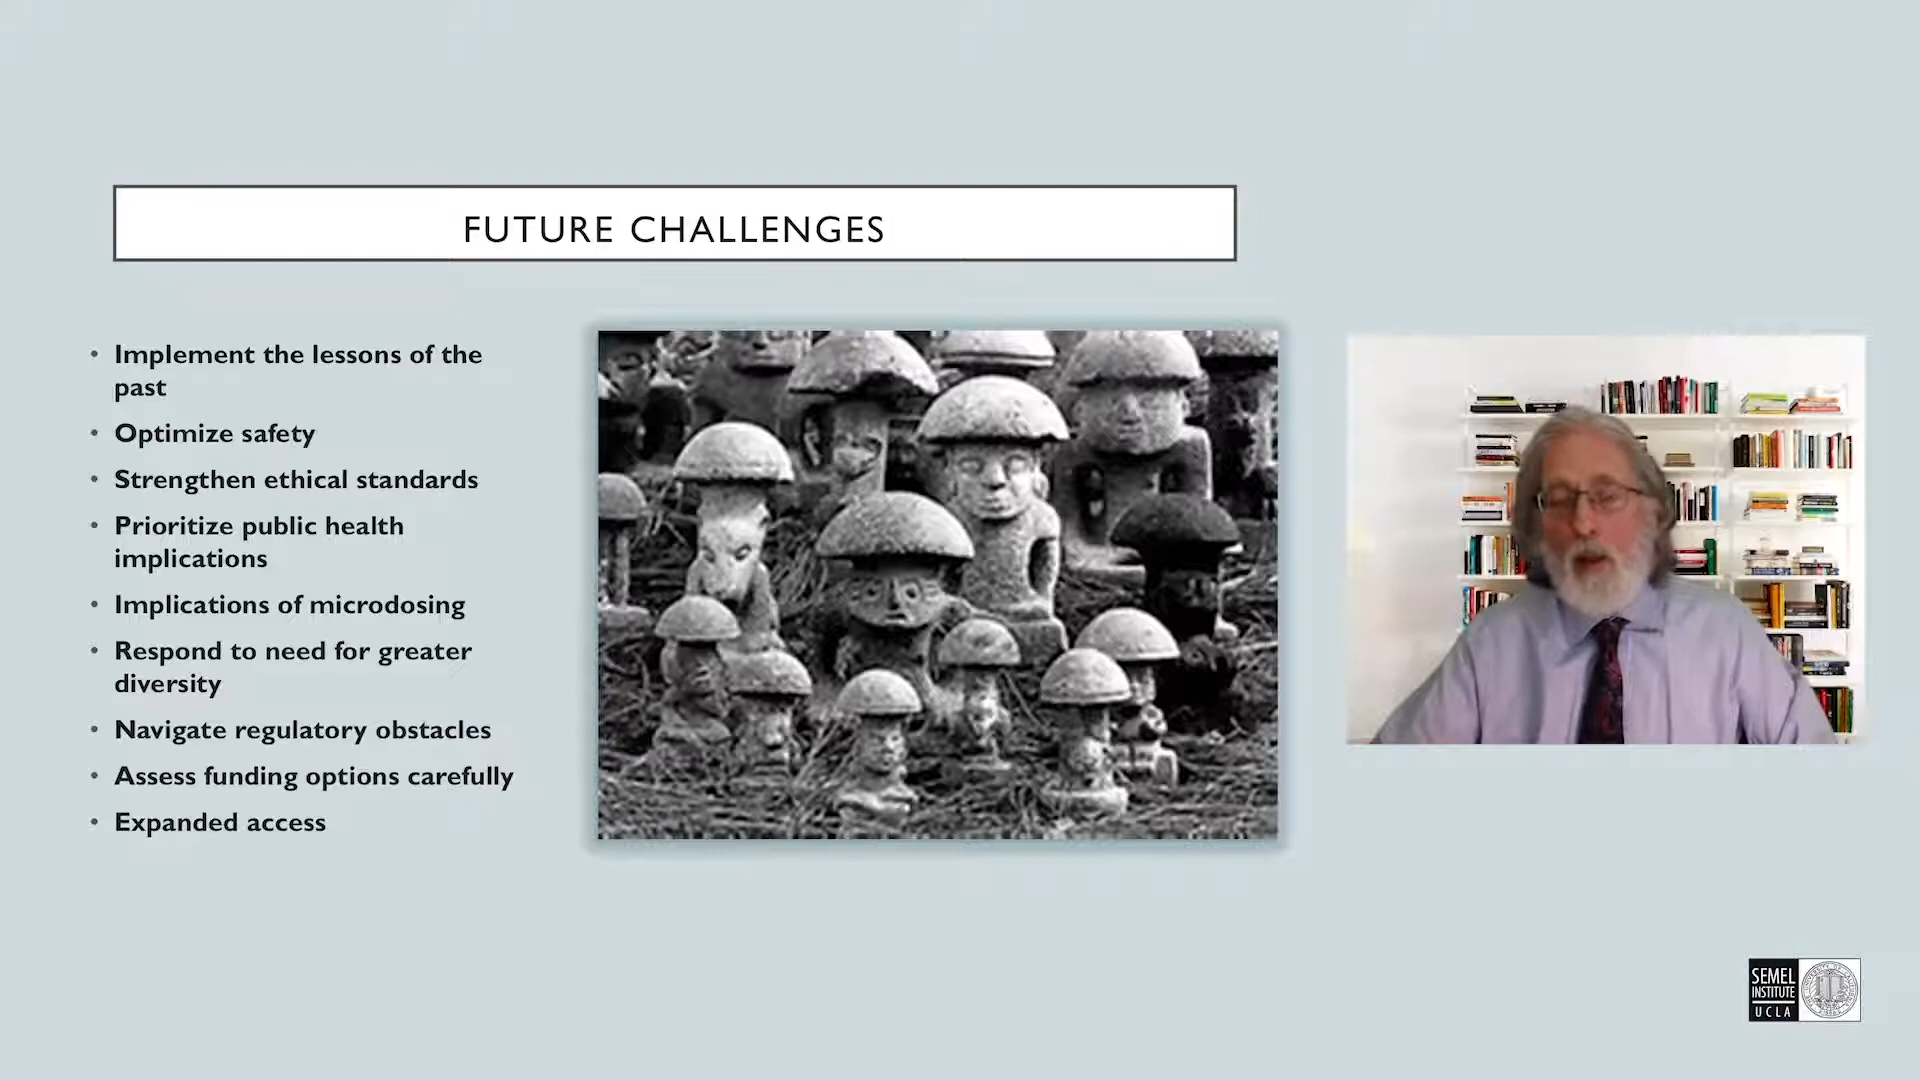 FUTURE CHALLENGES
• Implement the lessons of the
past
• Optimize safety
• Strengthen ethical standards
• Prioritize public health
implications
• Implications of microdosing
• Respond to need for greater
diversity
• Navigate regulatory obstacles
• Assess funding options carefully
• Expanded access
SEMEL
INSTITUTE
UCLA